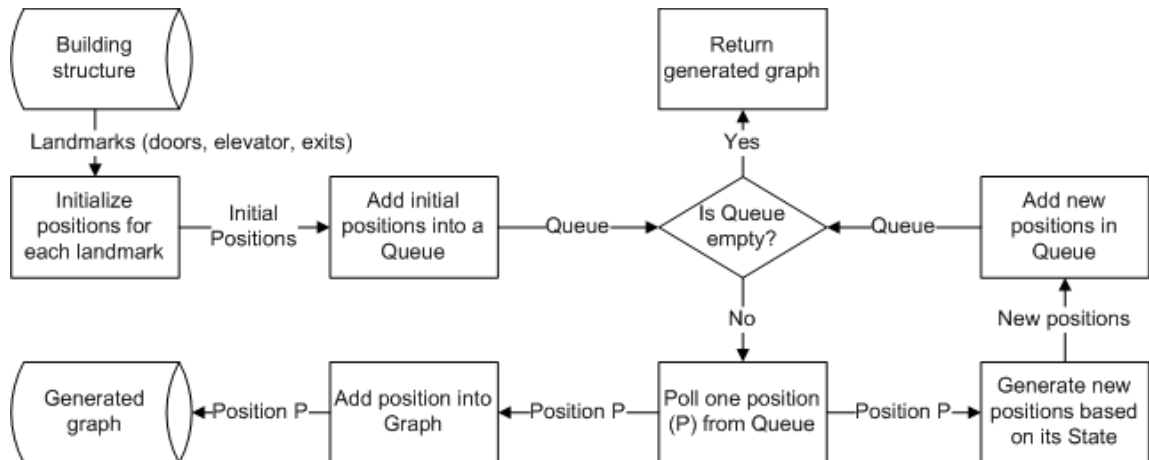 Building
structure
Return
generated graph
Landmarks (doors, elevator, exits)
Yes
Initialize
positions for
each landmark
Initial
Positions
Add initial
positions into a
Queue
Queue
Is Queue
empty?
Queue
Add new
positions in
Queue
No
New positions
Generated
graph
Position P
Add position into
Graph
Position P
Poll one position
(P) from Queue
Position P
Generate new
positions based
on its State